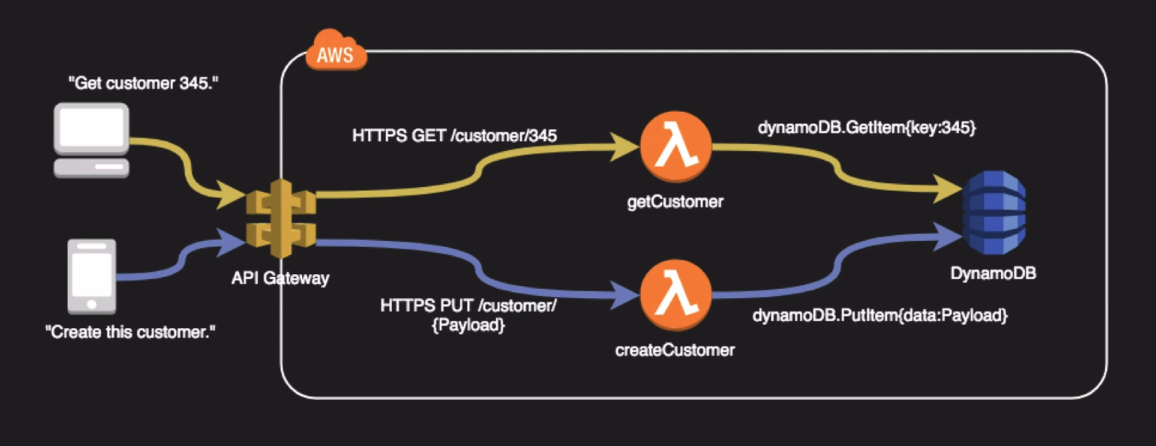 AWS
"Get customer 345."
HTTPS GET /customer/345
dynamoDB.GetItem{key:345}
getCustomer
API Gateway
DynamoDB
HTTPS PUT /customer/
{Payload}
dynamoDB.PutItem{data:Payload}
"Create this customer."
createCustomer